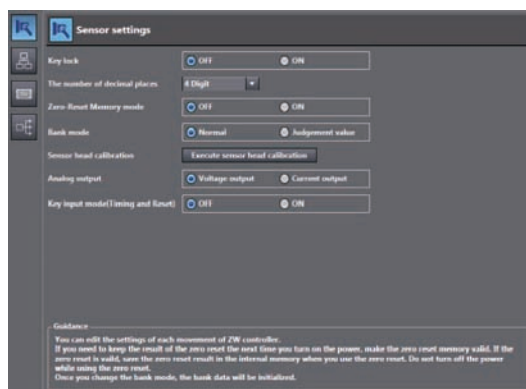 Sensor settings
Key lock OFF ON
The number of decimal places 4 Digit
Zero-Reset Memory mode OFF ON
Bank mode Normal Judgement value
Sensor head calibration Execute sensor head calibration
Analog output Voltage output Current output
Key input mode(Timing and Reset) OFF ON
Guidance
You can edit the settings of each movement of ZW controller.
If you need to keep the result of the zero reset the next time you turn on the power, make the zero reset memory valid. If the
zero reset is vaild, save the zero reset result in the internal memory when you use the zero reset. Do not turn off the power
while using the zero reset.
Once you change the bank mode, the bank data will be initialized.